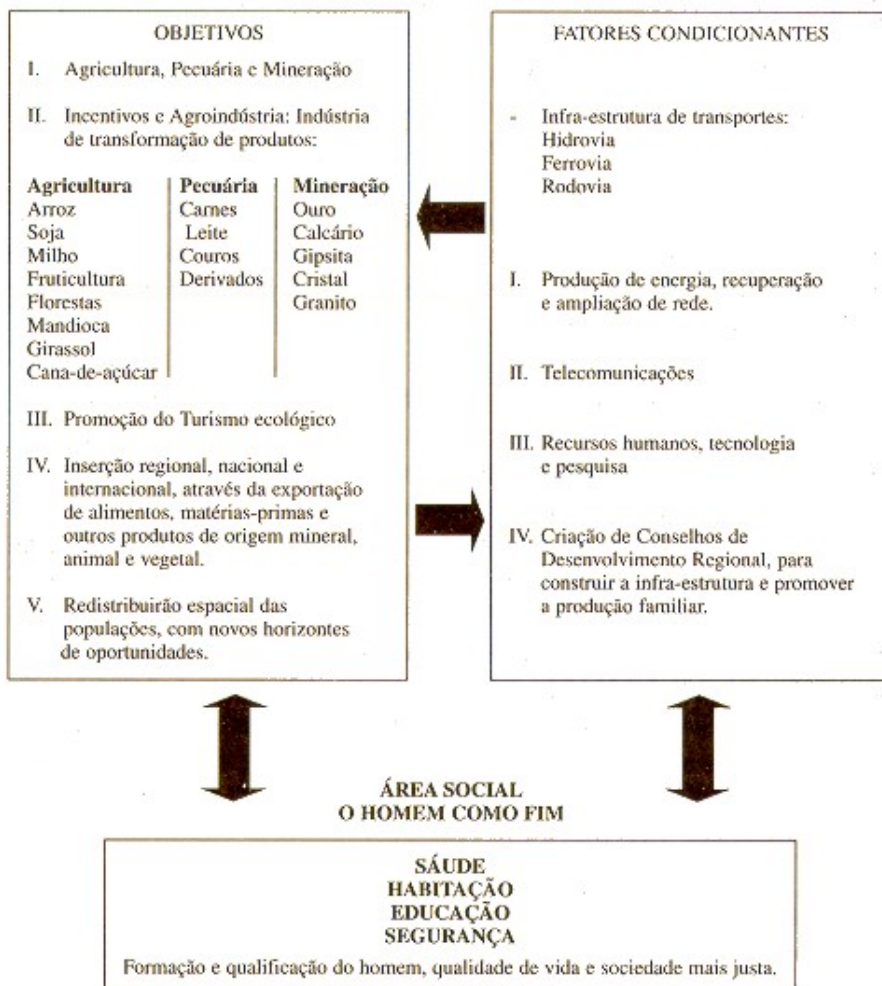 OBJETIVOS
I. Agricultura, Pecuária e Mineração
II. Incentivos e Agroindústria: Indústria
de transformação de produtos:
Agricultura Pecuária Mineração
Arroz Carnes Ouro
Soja Leite Calcário
Milho Couros Gipsita
Fruticultura Derivados Cristal
Florestas Granito
Mandioca
Girassol
Cana-de-açúcar
III. Promoção do Turismo ecológico
IV. Inserção regional, nacional e
internacional, através da exportação
de alimentos, matérias-primas e
outros produtos de origem mineral,
animal e vegetal.
V. Redistribuirão espacial das
populações, com novos horizontes
de oportunidades.
FATORES CONDICIONANTES
- Infra-estrutura de transportes:
Hidrovia
Ferrovia
Rodovia
I. Produção de energia, recuperação
e ampliação de rede.
II. Telecomunicações
III. Recursos humanos, tecnologia
e pesquisa
IV. Criação de Conselhos de
Desenvolvimento Regional, para
construir a infra-estrutura e promover
a produção familiar.
ÁREA SOCIAL
O HOMEM COMO FIM
SÁUDE
HABITAÇÃO
EDUCAÇÃO
SEGURANÇA
Formação e qualificação do homem, qualidade de vida e sociedade mais justa.